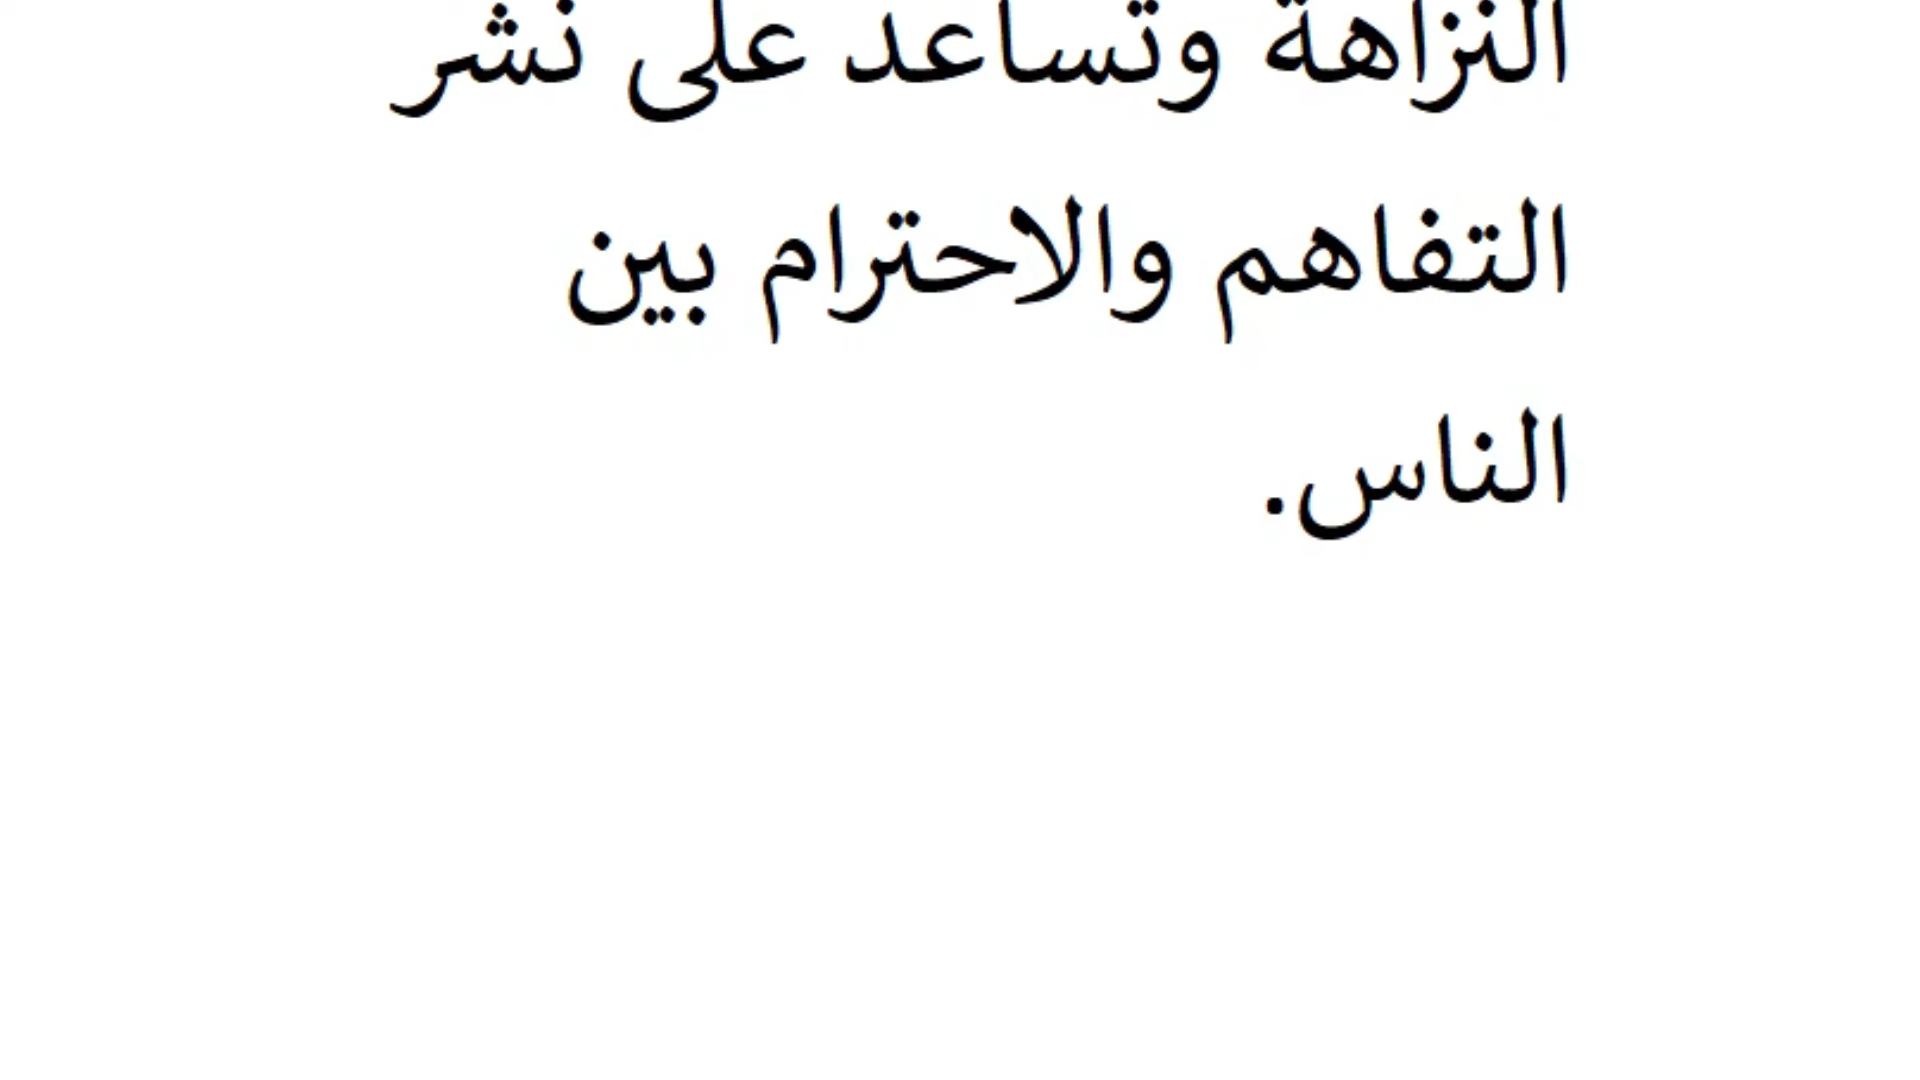 النزاهة وتساعد على نشر
التفاهم والاحترام بين
الناس.